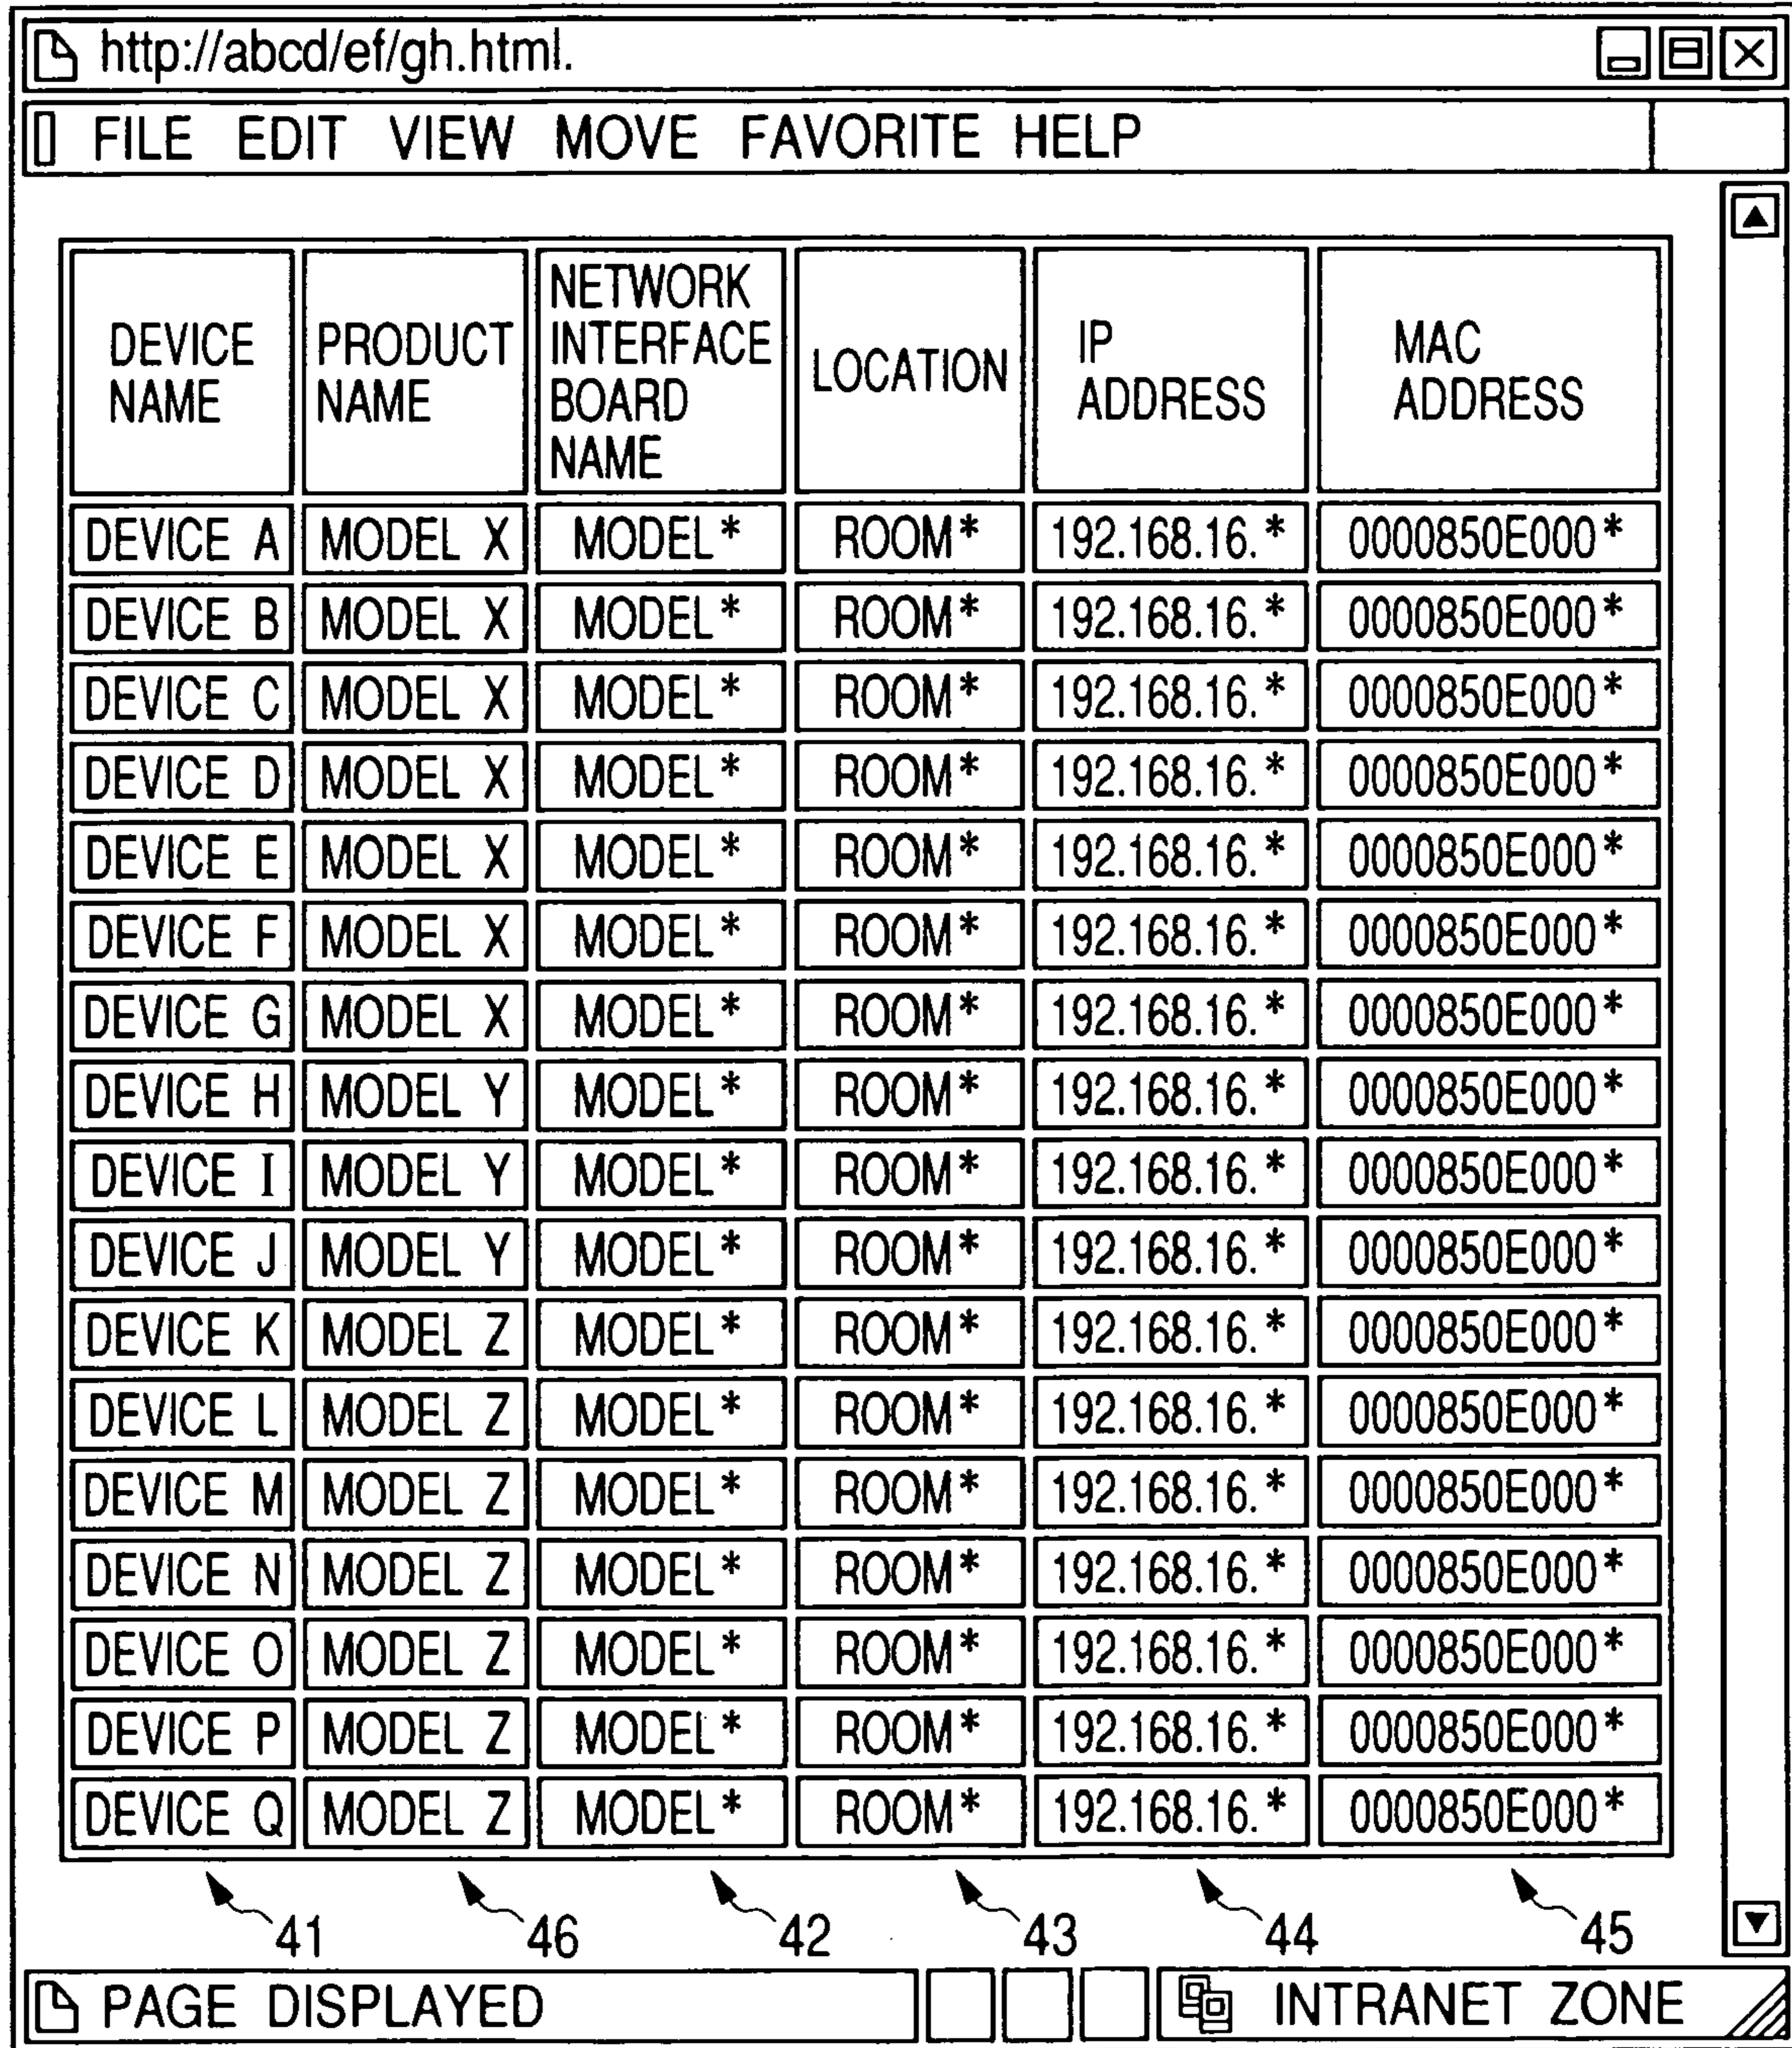 http://abcd/ef/gh.html.
FILE EDIT VIEW MOVE FAVORITE HELP
DEVICE NAME PRODUCT NAME NETWORK INTERFACE BOARD NAME LOCATION IP ADDRESS MAC ADDRESS
DEVICE A MODEL X MODEL* ROOM* 192.168.16.* 0000850E000*
DEVICE B MODEL X MODEL* ROOM* 192.168.16.* 0000850E000*
DEVICE C MODEL X MODEL* ROOM* 192.168.16.* 0000850E000*
DEVICE D MODEL X MODEL* ROOM* 192.168.16.* 0000850E000*
DEVICE E MODEL X MODEL* ROOM* 192.168.16.* 0000850E000*
DEVICE F MODEL X MODEL* ROOM* 192.168.16.* 0000850E000*
DEVICE G MODEL X MODEL* ROOM* 192.168.16.* 0000850E000*
DEVICE H MODEL Y MODEL* ROOM* 192.168.16.* 0000850E000*
DEVICE I MODEL Y MODEL* ROOM* 192.168.16.* 0000850E000*
DEVICE J MODEL Y MODEL* ROOM* 192.168.16.* 0000850E000*
DEVICE K MODEL Z MODEL* ROOM* 192.168.16.* 0000850E000*
DEVICE L MODEL Z MODEL* ROOM* 192.168.16.* 0000850E000*
DEVICE M MODEL Z MODEL* ROOM* 192.168.16.* 0000850E000*
DEVICE N MODEL Z MODEL* ROOM* 192.168.16.* 0000850E000*
DEVICE O MODEL Z MODEL* ROOM* 192.168.16.* 0000850E000*
DEVICE P MODEL Z MODEL* ROOM* 192.168.16.* 0000850E000*
DEVICE Q MODEL Z MODEL* ROOM* 192.168.16.* 0000850E000*
41 46 42 43 44 45
PAGE DISPLAYED INTRANET ZONE